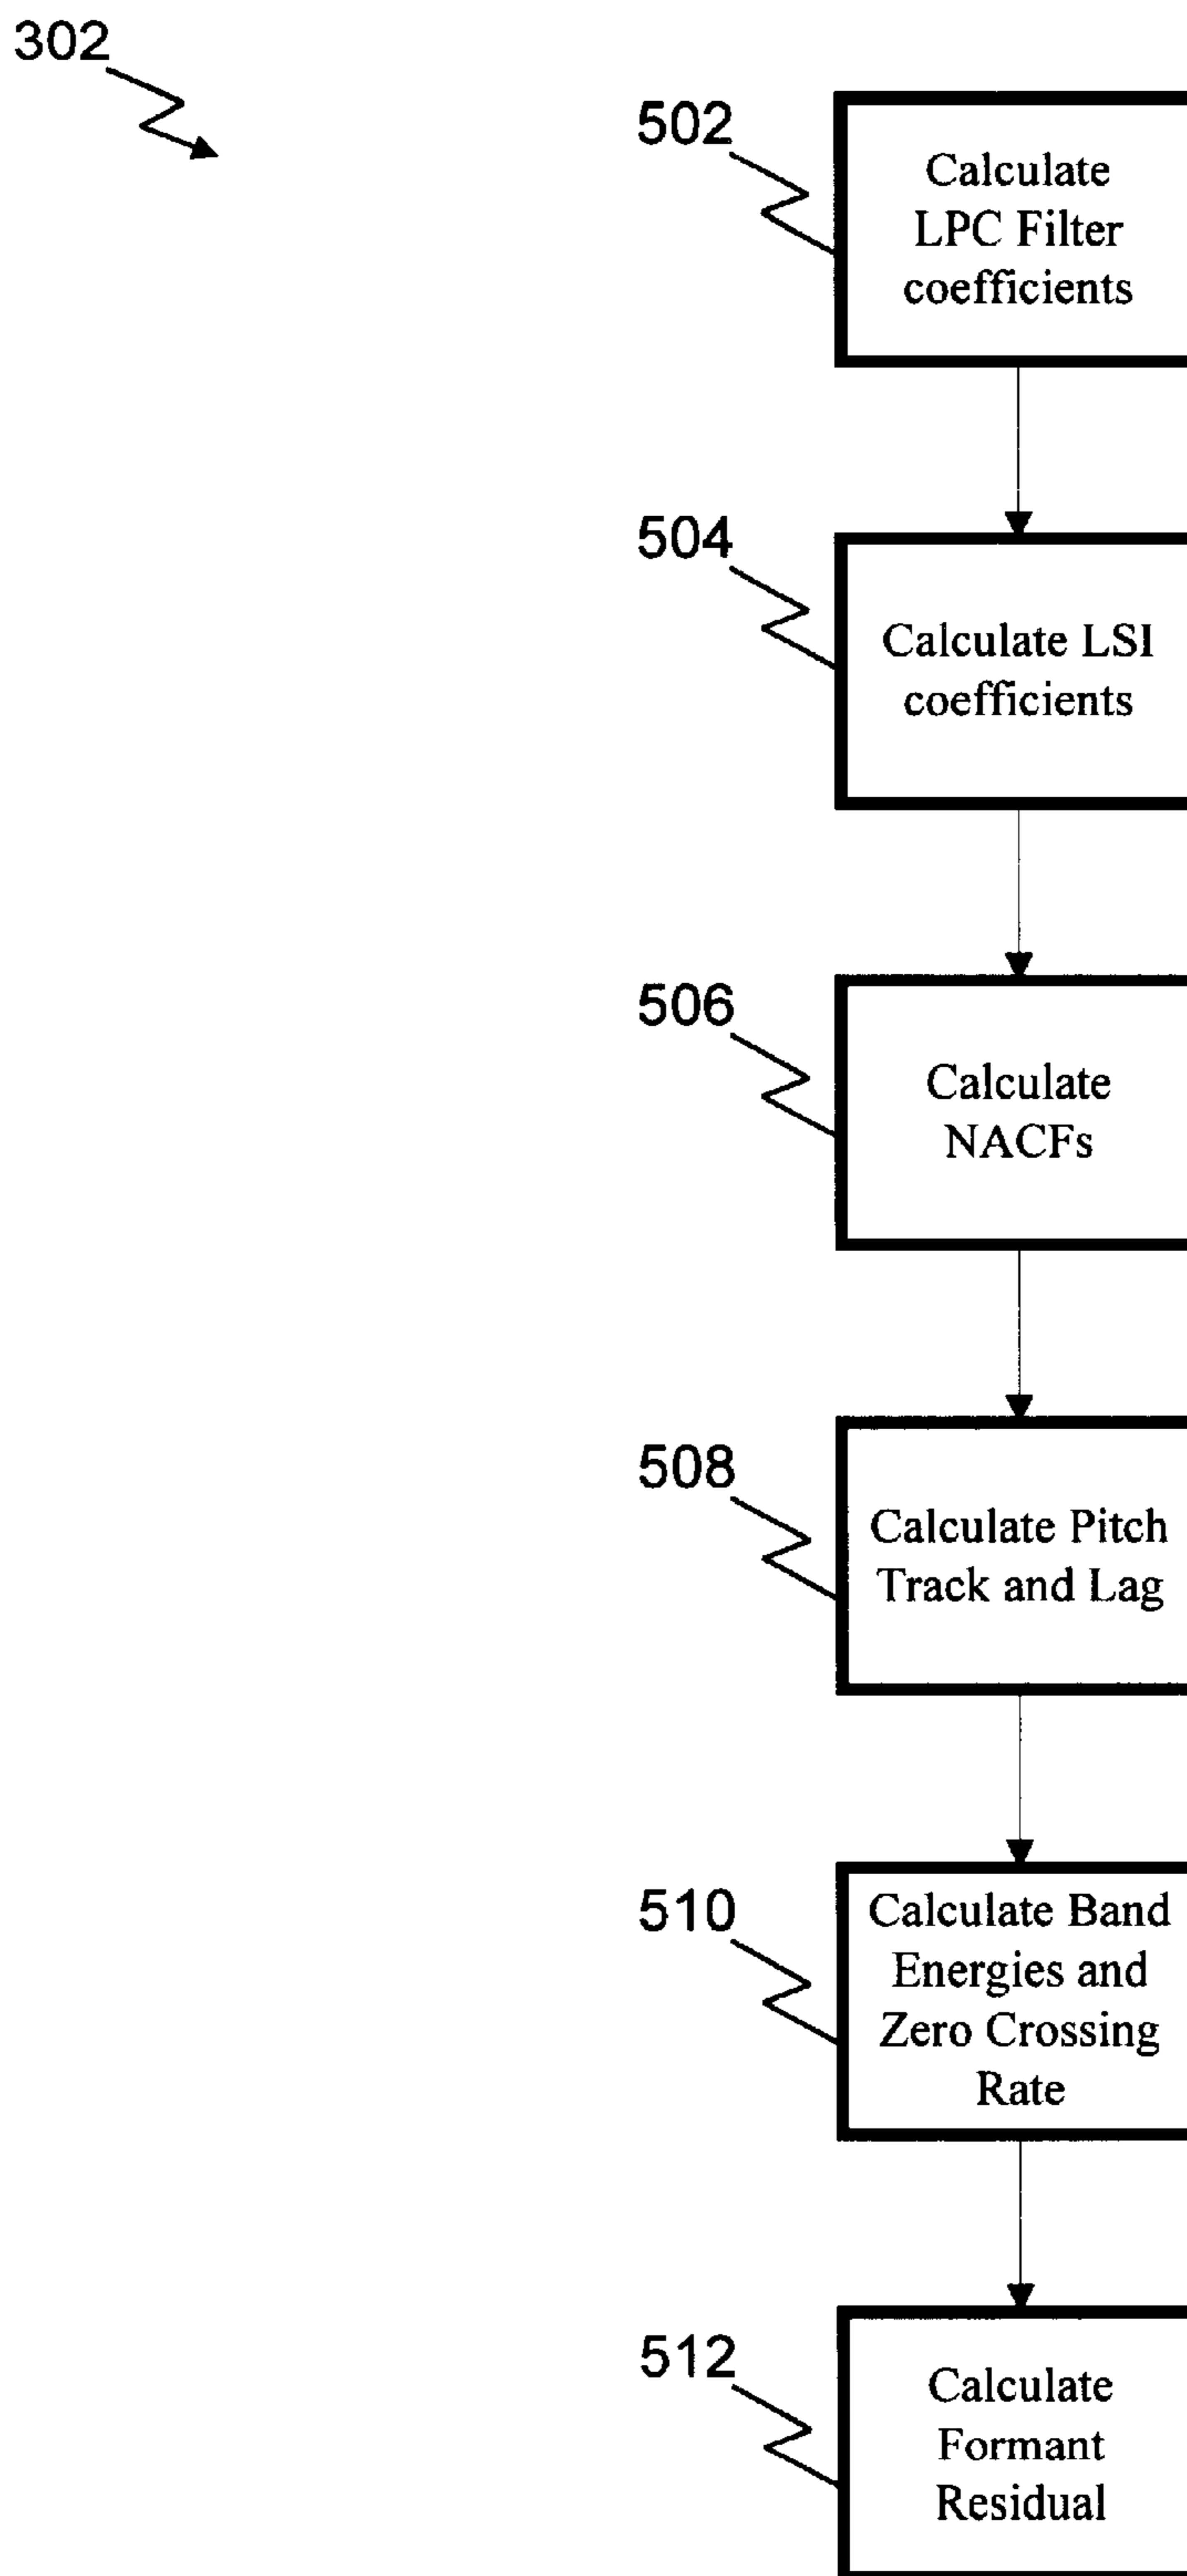 302
502
Calculate
LPC Filter
coefficients
504
Calculate LSI
coefficients
506
Calculate
NACFs
508
Calculate Pitch
Track and Lag
510
Calculate Band
Energies and
Zero Crossing
Rate
512
Calculate
Formant
Residual